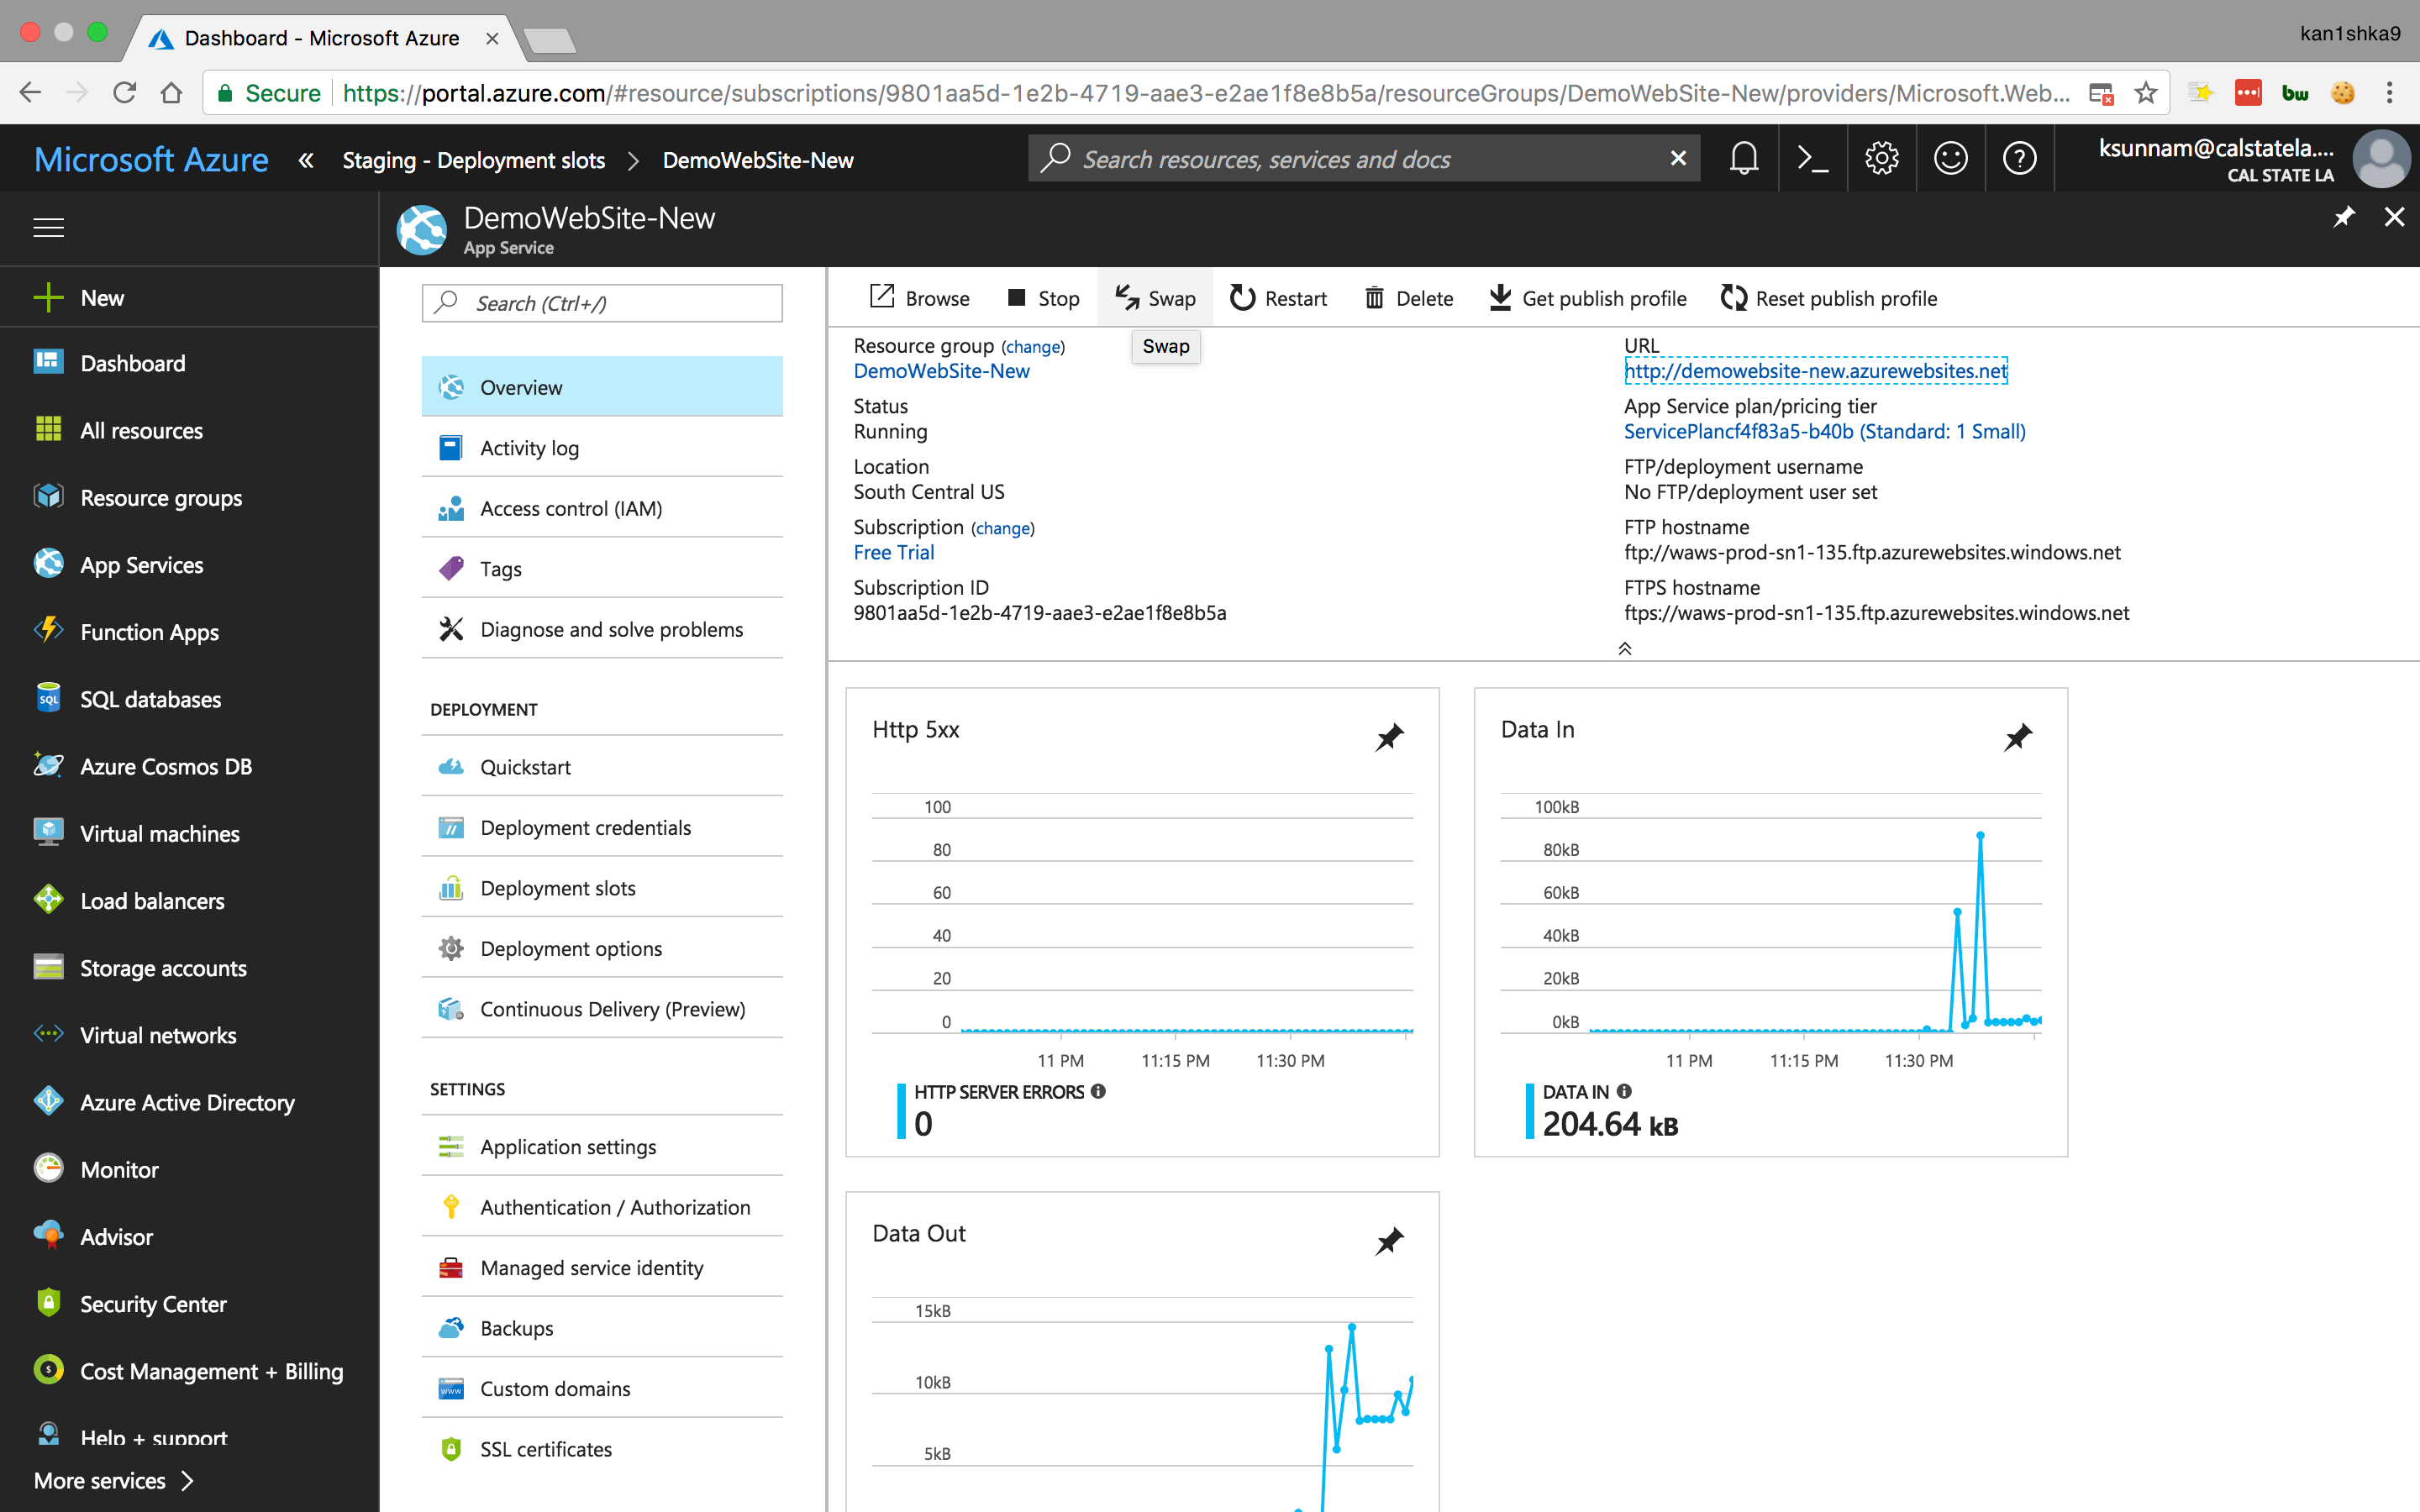 Dashboard - Microsoft Azure
kan1shka9
Secure https://portal.azure.com/#resource/subscriptions/9801aa5d-1e2b-4719-aae3-e2ae1f8e8b5a/resourceGroups/DemoWebSite-New/providers/Microsoft.Web...
bw
Microsoft Azure « Staging - Deployment slots > DemoWebSite-New
Search resources, services and docs
ksunnam@calstatela....
CAL STATE LA
DemoWebSite-New
App Service
New
Dashboard
All resources
Resource groups
App Services
Function Apps
SQL databases
Azure Cosmos DB
Virtual machines
Load balancers
Storage accounts
Virtual networks
Azure Active Directory
Monitor
Advisor
Security Center
Cost Management + Billing
Help + support
More services >
Search (Ctrl+/)
Overview
Activity log
Access control (IAM)
Tags
Diagnose and solve problems
DEPLOYMENT
Quickstart
Deployment credentials
Deployment slots
Deployment options
Continuous Delivery (Preview)
SETTINGS
Application settings
Authentication / Authorization
Managed service identity
Backups
Custom domains
SSL certificates
Browse Stop Swap Restart Delete Get publish profile Reset publish profile
Swap
Resource group (change)
DemoWebSite-New
Status
Running
Location
South Central US
Subscription (change)
Free Trial
Subscription ID
9801aa5d-1e2b-4719-aae3-e2ae1f8e8b5a
URL
http://demowebsite-new.azurewebsites.net
App Service plan/pricing tier
ServicePlancf4f83a5-b40b (Standard: 1 Small)
FTP/deployment username
No FTP/deployment user set
FTP hostname
ftp://waws-prod-sn1-135.ftp.azurewebsites.windows.net
FTPS hostname
ftps://waws-prod-sn1-135.ftp.azurewebsites.windows.net
Http 5xx
100
80
60
40
20
0
11 PM 11:15 PM 11:30 PM
HTTP SERVER ERRORS
0
Data In
100kB
80kB
60kB
40kB
20kB
0kB
11 PM 11:15 PM 11:30 PM
DATA IN
204.64 kB
Data Out
15kB
10kB
5kB